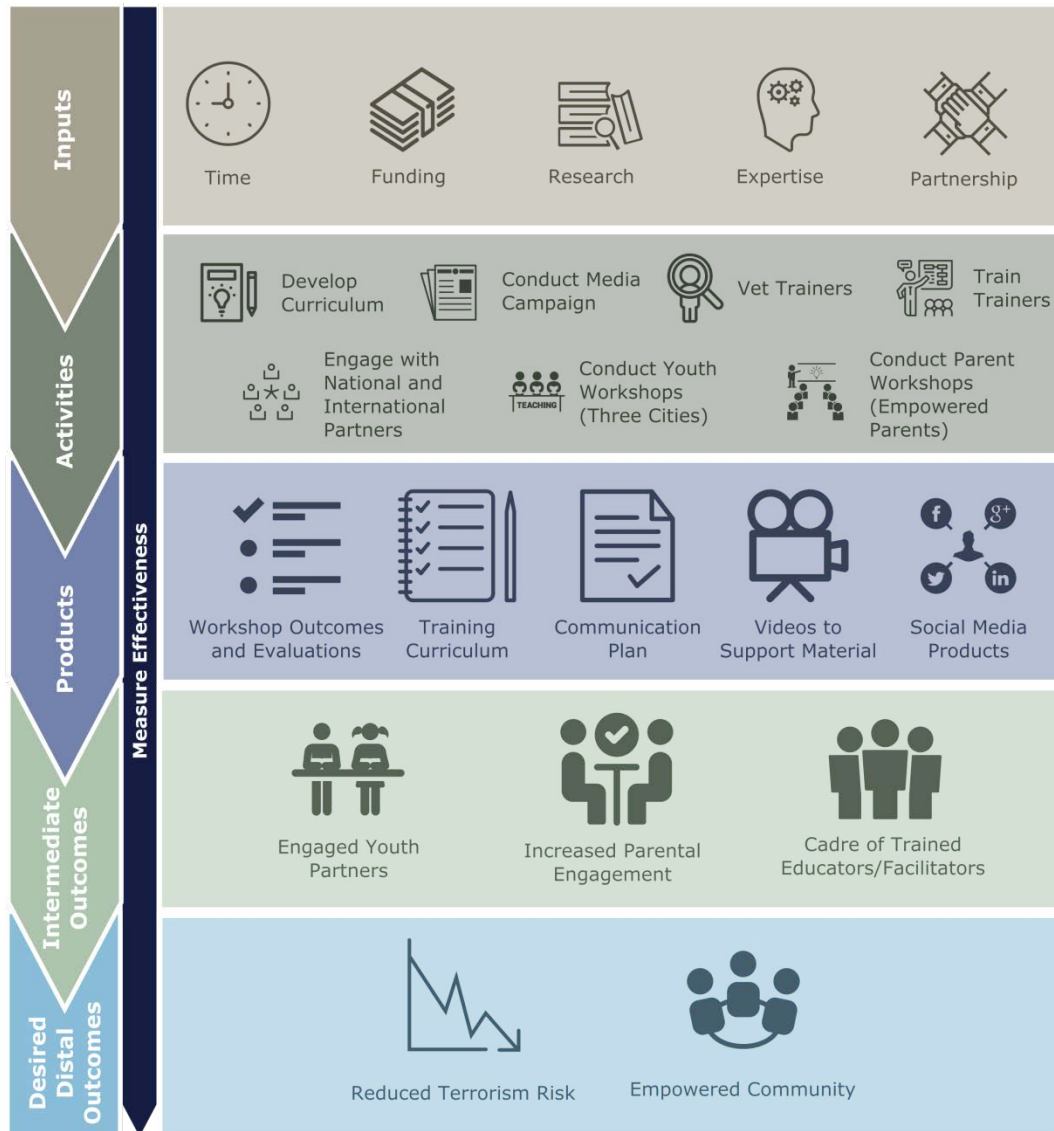 Inputs
Time
Funding
Research
Expertise
Partnership
Activities
Develop
Curriculum
Conduct Media
Campaign
Vet Trainers
Train
Trainers
Engage with
National and
International
Partners
TEACHING
Conduct Youth
Workshops
(Three Cities)
Conduct Parent
Workshops
(Empowered
Parents)
Measure Effectiveness
Products
Workshop Outcomes
and Evaluations
Training
Curriculum
Communication
Plan
Videos to
Support Material
f
g+
in
Social Media
Products
Intermediate
Outcomes
Engaged Youth
Partners
Increased Parental
Engagement
Cadre of Trained
Educators/Facilitators
Desired
Distal
Outcomes
Reduced Terrorism Risk
Empowered Community